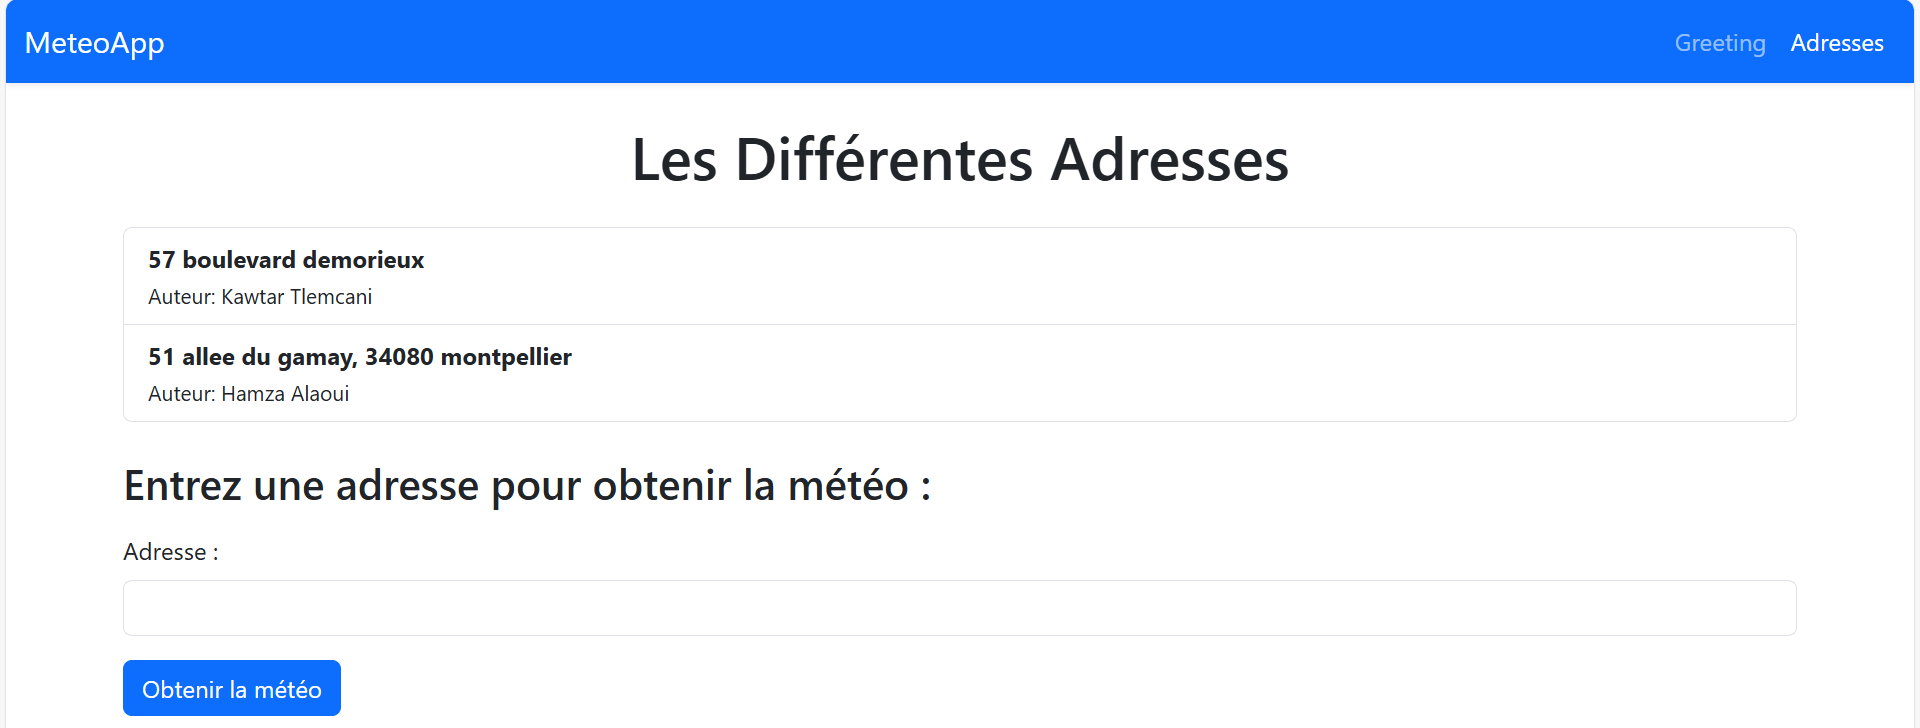 MeteoApp
Greeting Adresses
Les Différentes Adresses
57 boulevard demorieux
Auteur: Kawtar Tlemcani
51 allee du gamay, 34080 montpellier
Auteur: Hamza Alaoui
Entrez une adresse pour obtenir la météo :
Adresse :
Obtenir la météo